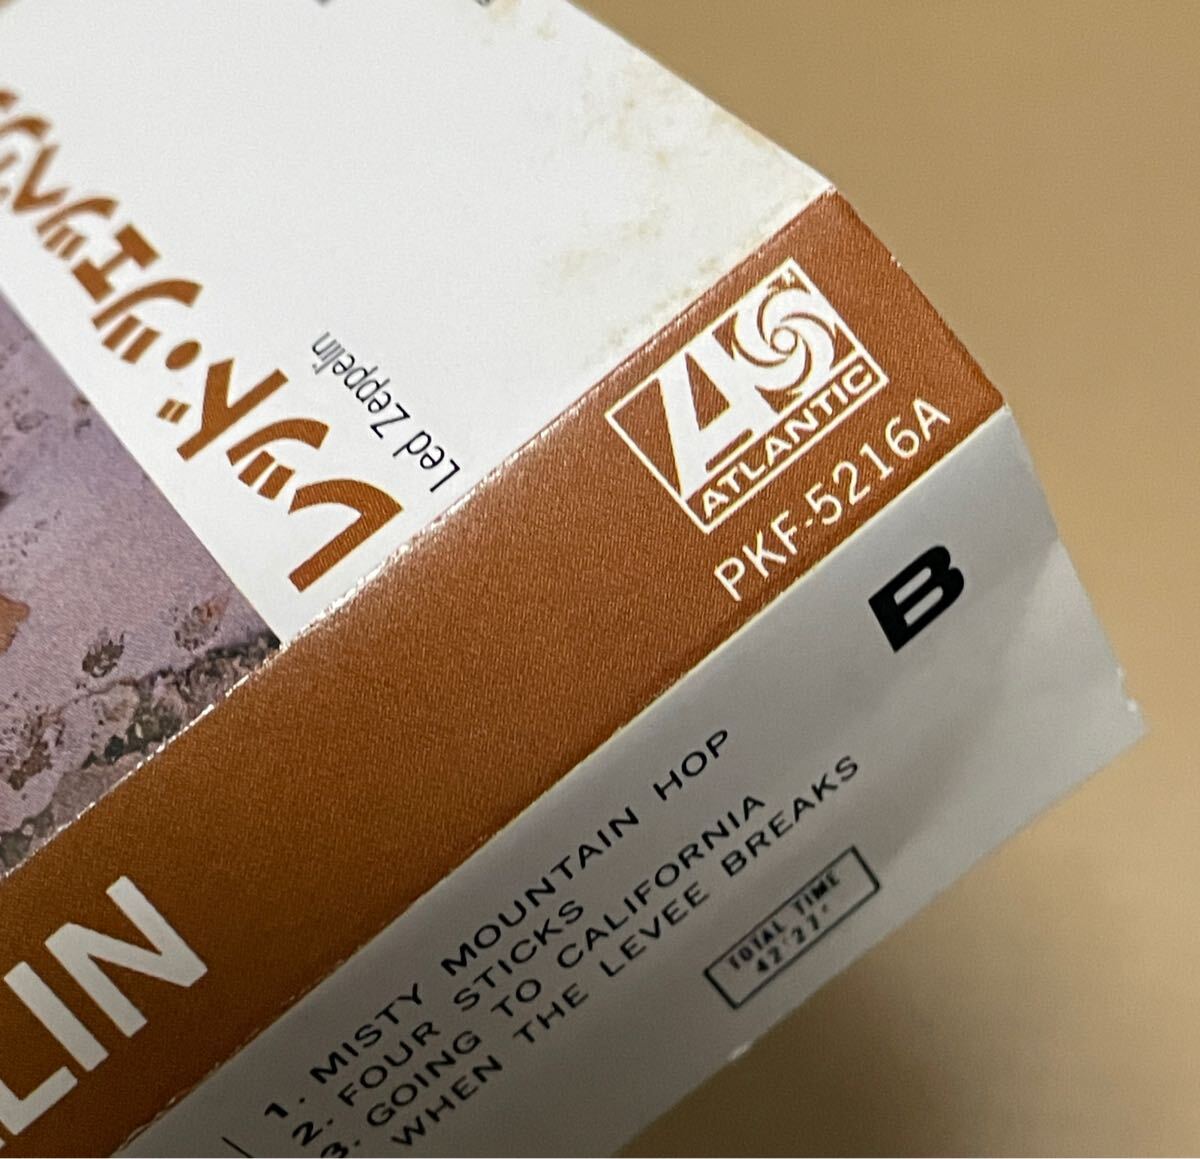 レッド・ツェッペリン
Led Zeppelin
LIN
ATLANTIC
PKF-5216A
B
1. MISTY MOUNTAIN HOP
2. FOUR STICKS
3. GOING TO CALIFORNIA
WHEN THE LEVEE BREAKS
TOTAL TIME
42'27"